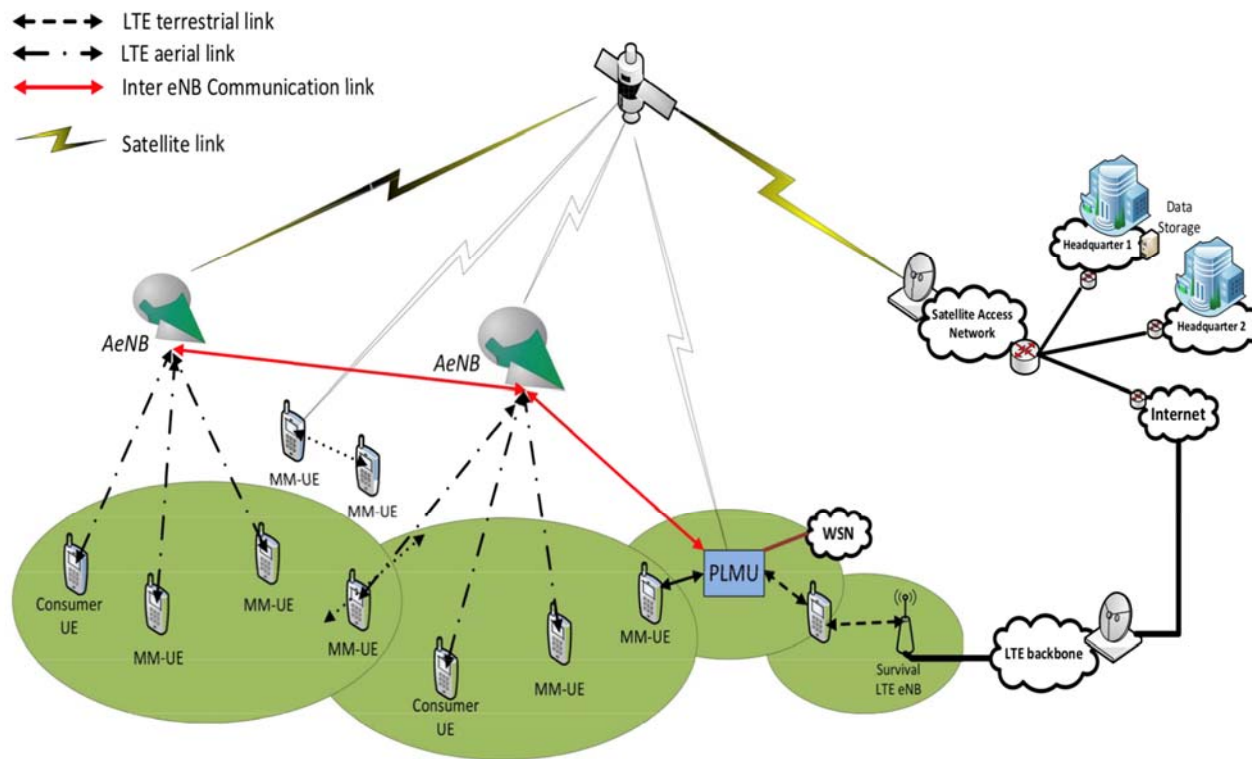 LTE terrestrial link
LTE aerial link
Inter eNB Communication link
Satellite link
Data
Storage
Headquarter 1
Headquarter 2
Satellite Access
Network
Internet
AeNB
AeNB
MM-UE
MM-UE
WSN
PLMU
Consumer
UE
MM-UE
MM-UE
MM-UE
MM-UE
MM-UE
Consumer
UE
Survival
LTE eNB
LTE backbone